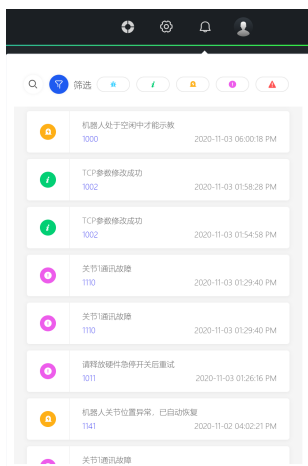 筛选
机器人处于空闲中才能示教
1000 2020-11-03 06:00:18 PM
TCP参数修改成功
1002 2020-11-03 01:58:28 PM
TCP参数修改成功
1002 2020-11-03 01:54:58 PM
关节1通讯故障
1110 2020-11-03 01:29:40 PM
关节1通讯故障
1110 2020-11-03 01:29:40 PM
请释放硬件急停开关后重试
1011 2020-11-03 01:26:16 PM
机器人关节位置异常，已自动恢复
1141 2020-11-02 04:02:21 PM
关节1通讯故障